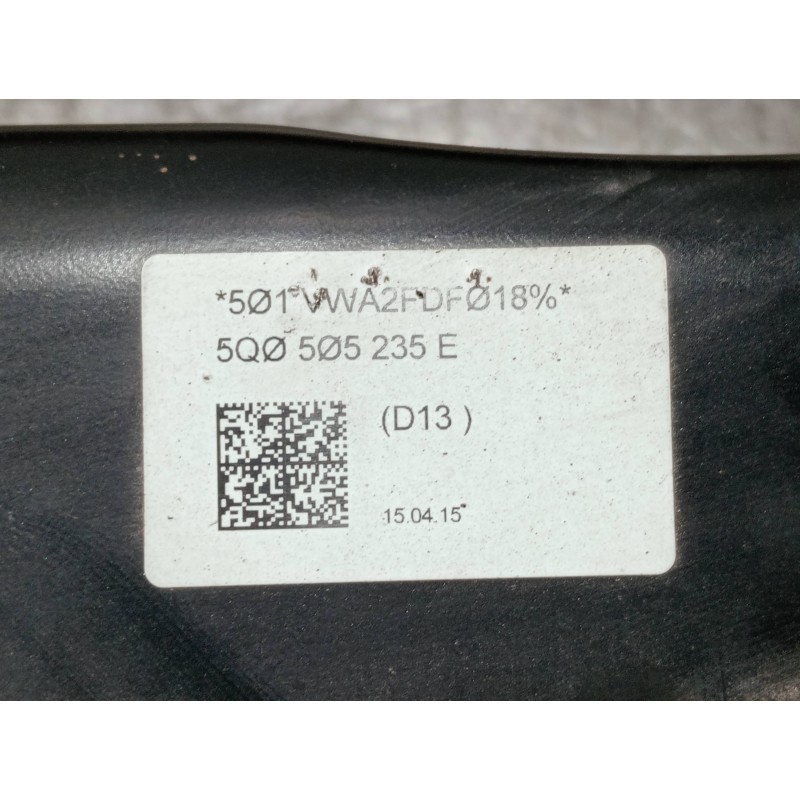 *5Ø1 VWA2FDFØ18%*
5QØ 5Ø5 235 E
(D13 )
15.04.15